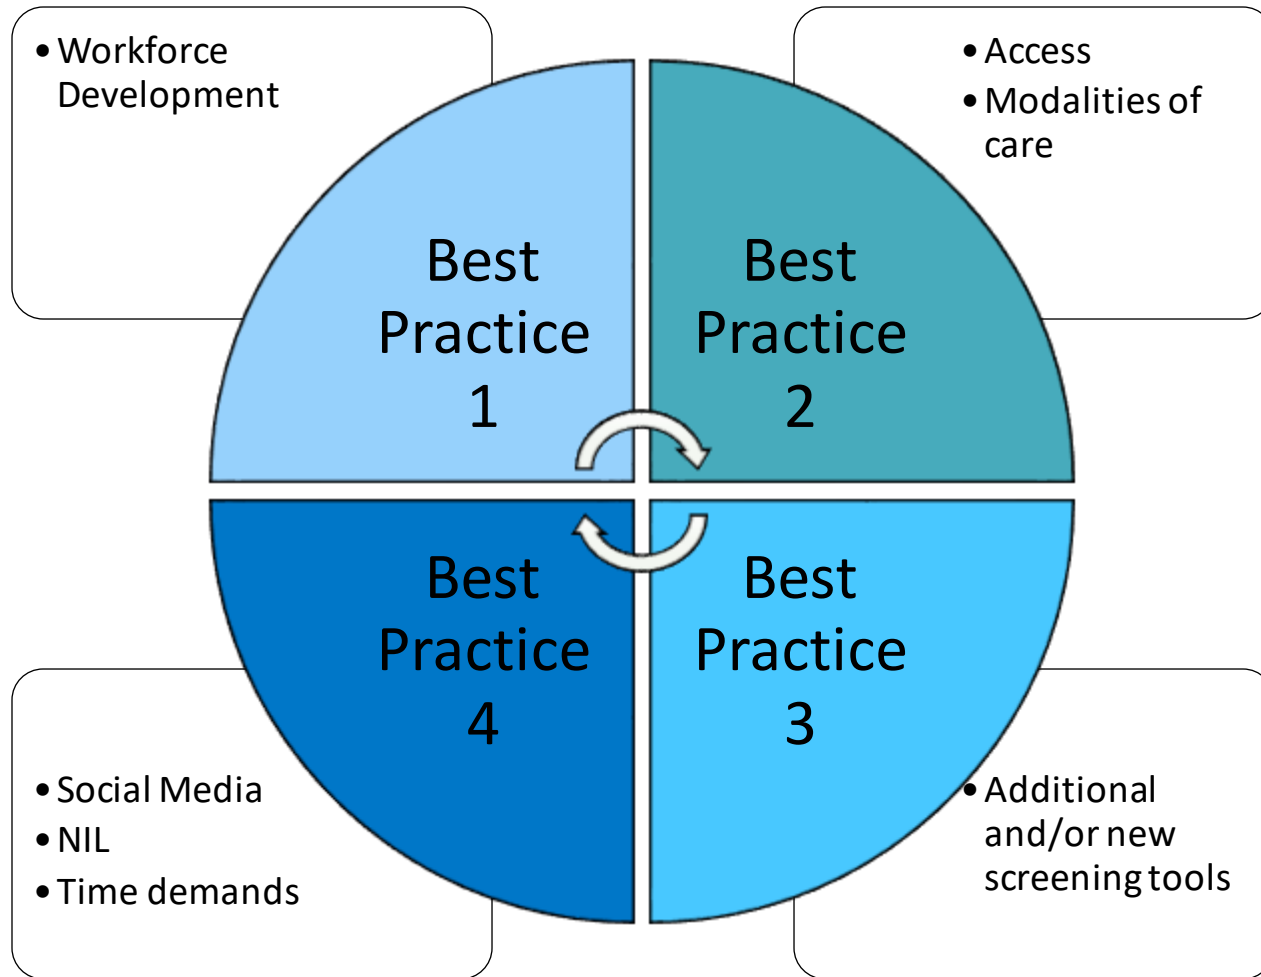 • Workforce
Development
• Access
• Modalities of
care
Best
Practice
1
Best
Practice
2
Best
Practice
4
Best
Practice
3
• Social Media
• NIL
• Time demands
• Additional
and/or new
screening tools